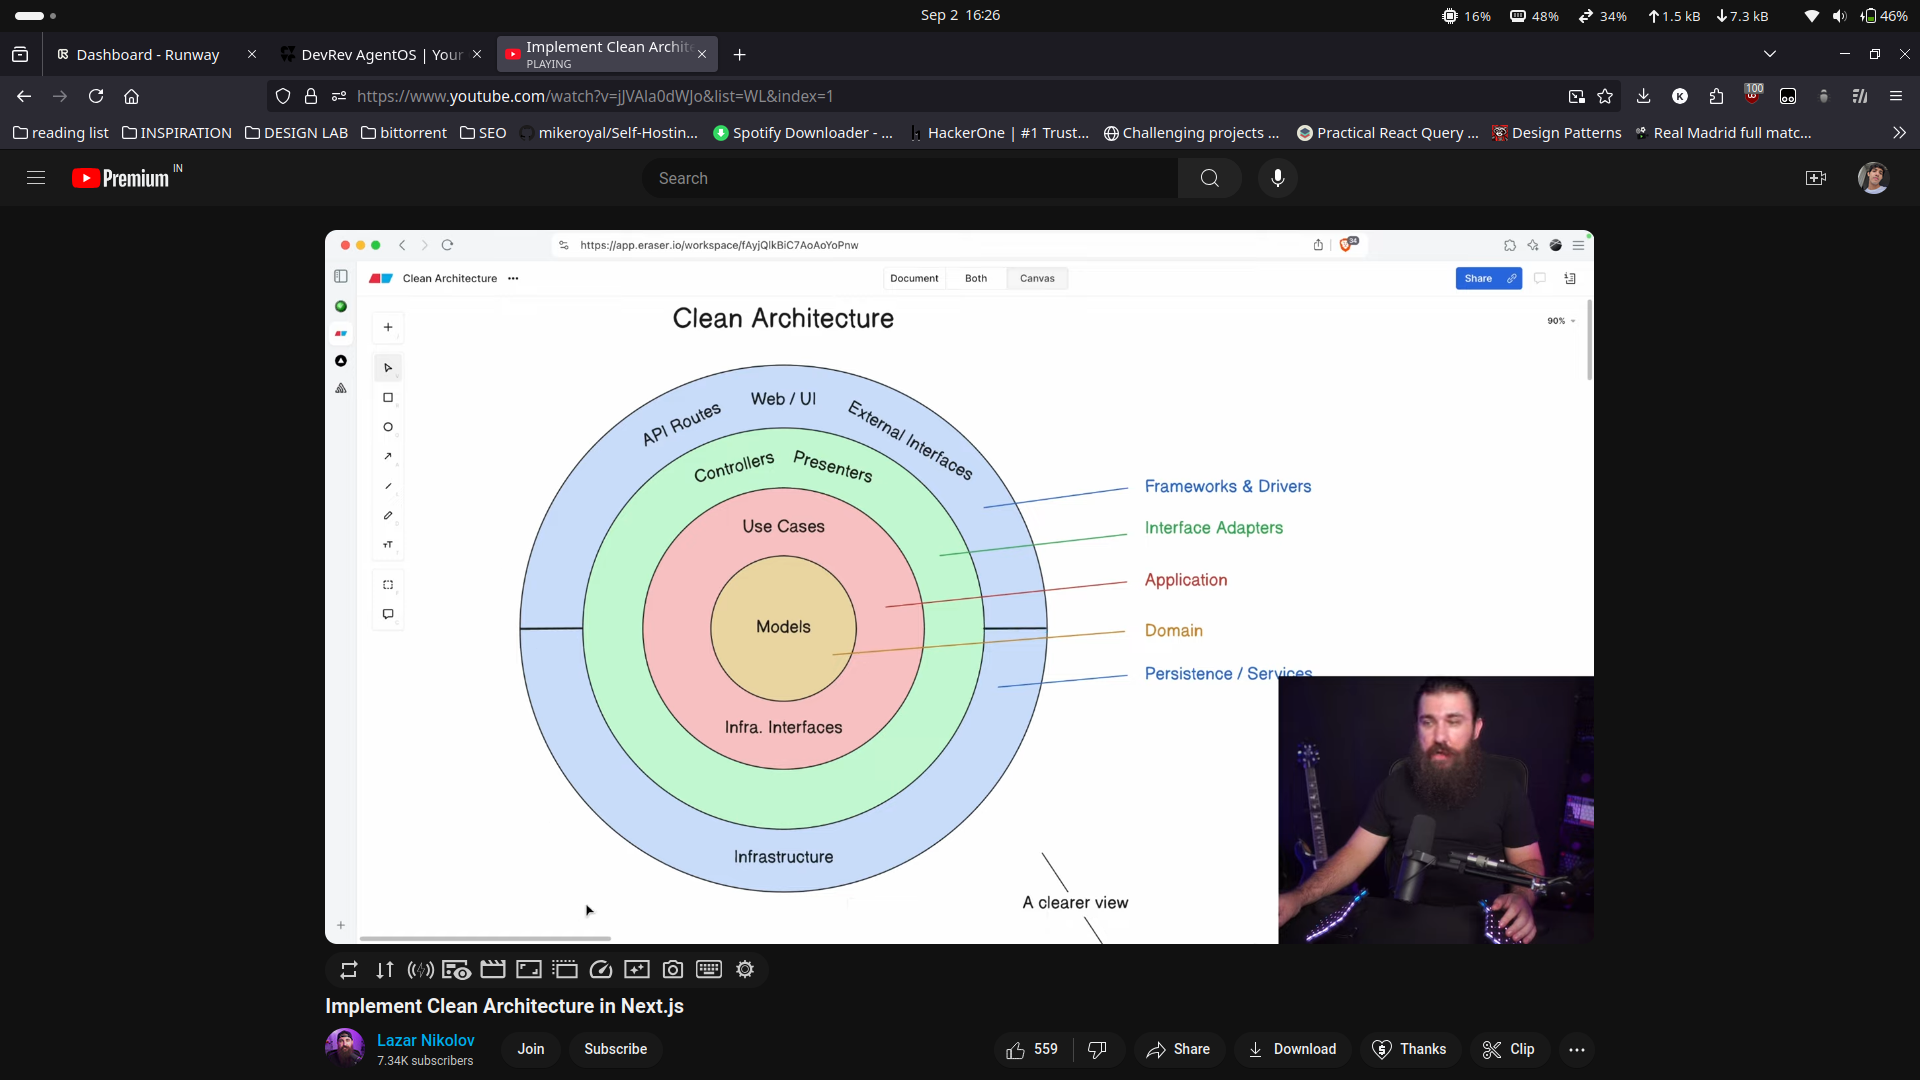 Sep 2 16:26
16%
48%
34%
1.5 kB
7.3 kB
46%
Dashboard - Runway
DevRev AgentOS | Your
Implement Clean Archite
PLAYING
https://www.youtube.com/watch?v=jJVAla0dWJo&list=WL&index=1
100
K
reading list
INSPIRATION
DESIGN LAB
bittorrent
SEO
mikeroyal/Self-Hostin...
Spotify Downloader - ...
HackerOne | #1 Trust...
Challenging projects ...
Practical React Query ...
Design Patterns
Real Madrid full matc...
Premium
IN
Search
https://app.eraser.io/workspace/fAyjQlkBiC7AoAoYoPnw
34
Clean Architecture
Document
Both
Canvas
Share
90%
Clean Architecture
Web / UI
API Routes
External Interfaces
Controllers
Presenters
Use Cases
Models
Infra. Interfaces
Infrastructure
Frameworks & Drivers
Interface Adapters
Application
Domain
Persistence / Services
A clearer view
Implement Clean Architecture in Next.js
Lazar Nikolov
7.34K subscribers
Join
Subscribe
559
Share
Download
Thanks
Clip